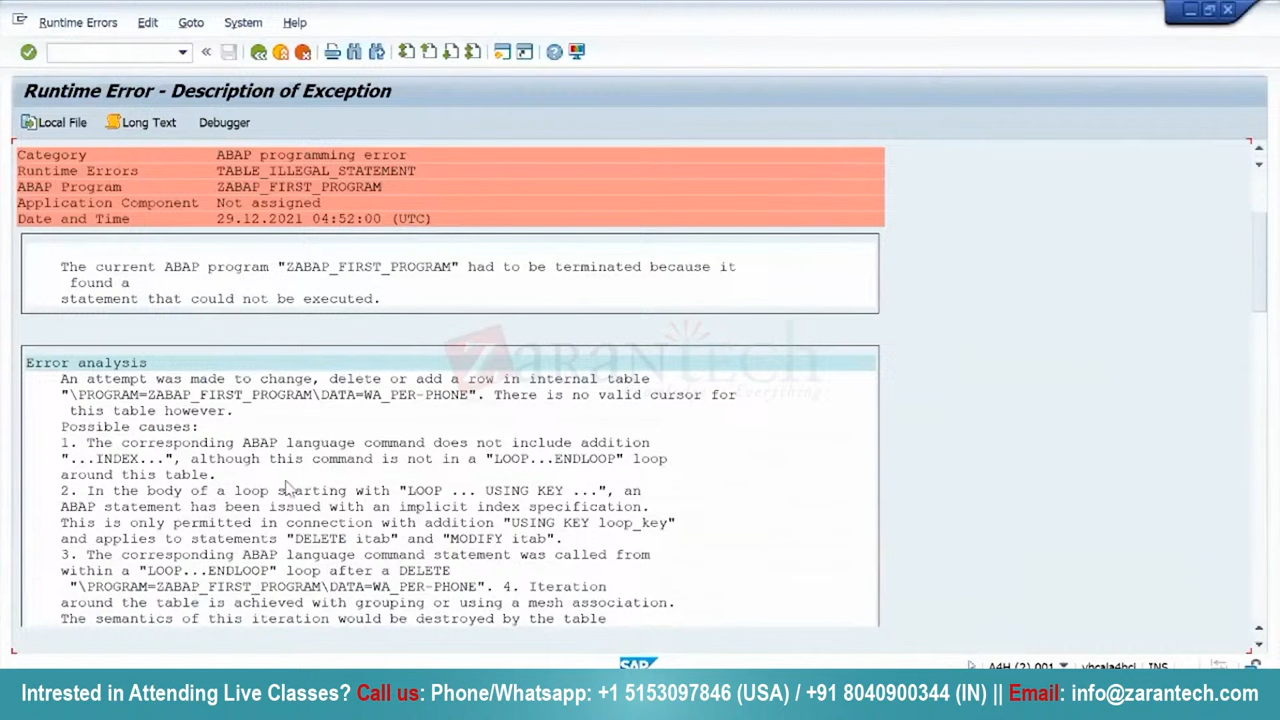 Runtime Errors Edit Goto System Help
Runtime Error - Description of Exception
Local File Long Text Debugger
Category ABAP programming error
Runtime Errors TABLE_ILLEGAL_STATEMENT
ABAP Program ZABAP_FIRST_PROGRAM
Application Component Not assigned
Date and Time 29.12.2021 04:52:00 (UTC)
The current ABAP program "ZABAP_FIRST_PROGRAM" had to be terminated because it
found a
statement that could not be executed.
zarantech
Error analysis
An attempt was made to change, delete or add a row in internal table
"\PROGRAM=ZABAP_FIRST_PROGRAM\DATA=WA_PER-PHONE". There is no valid cursor for
this table however.
Possible causes:
1. The corresponding ABAP language command does not include addition
"...INDEX...", although this command is not in a "LOOP...ENDLOOP" loop
around this table.
2. In the body of a loop starting with "LOOP ... USING KEY ...", an
ABAP statement has been issued with an implicit index specification.
This is only permitted in connection with addition "USING KEY loop_key"
and applies to statements "DELETE itab" and "MODIFY itab".
3. The corresponding ABAP language command statement was called from
within a "LOOP...ENDLOOP" loop after a DELETE
"\PROGRAM=ZABAP_FIRST_PROGRAM\DATA=WA_PER-PHONE". 4. Iteration
around the table is achieved with grouping or using a mesh association.
The semantics of this iteration would be destroyed by the table
SAP A4H (2) 001 vhcala4hci INS
Intrested in Attending Live Classes? Call us: Phone/Whatsapp: +1 5153097846 (USA) / +91 8040900344 (IN) || Email: info@zarantech.com